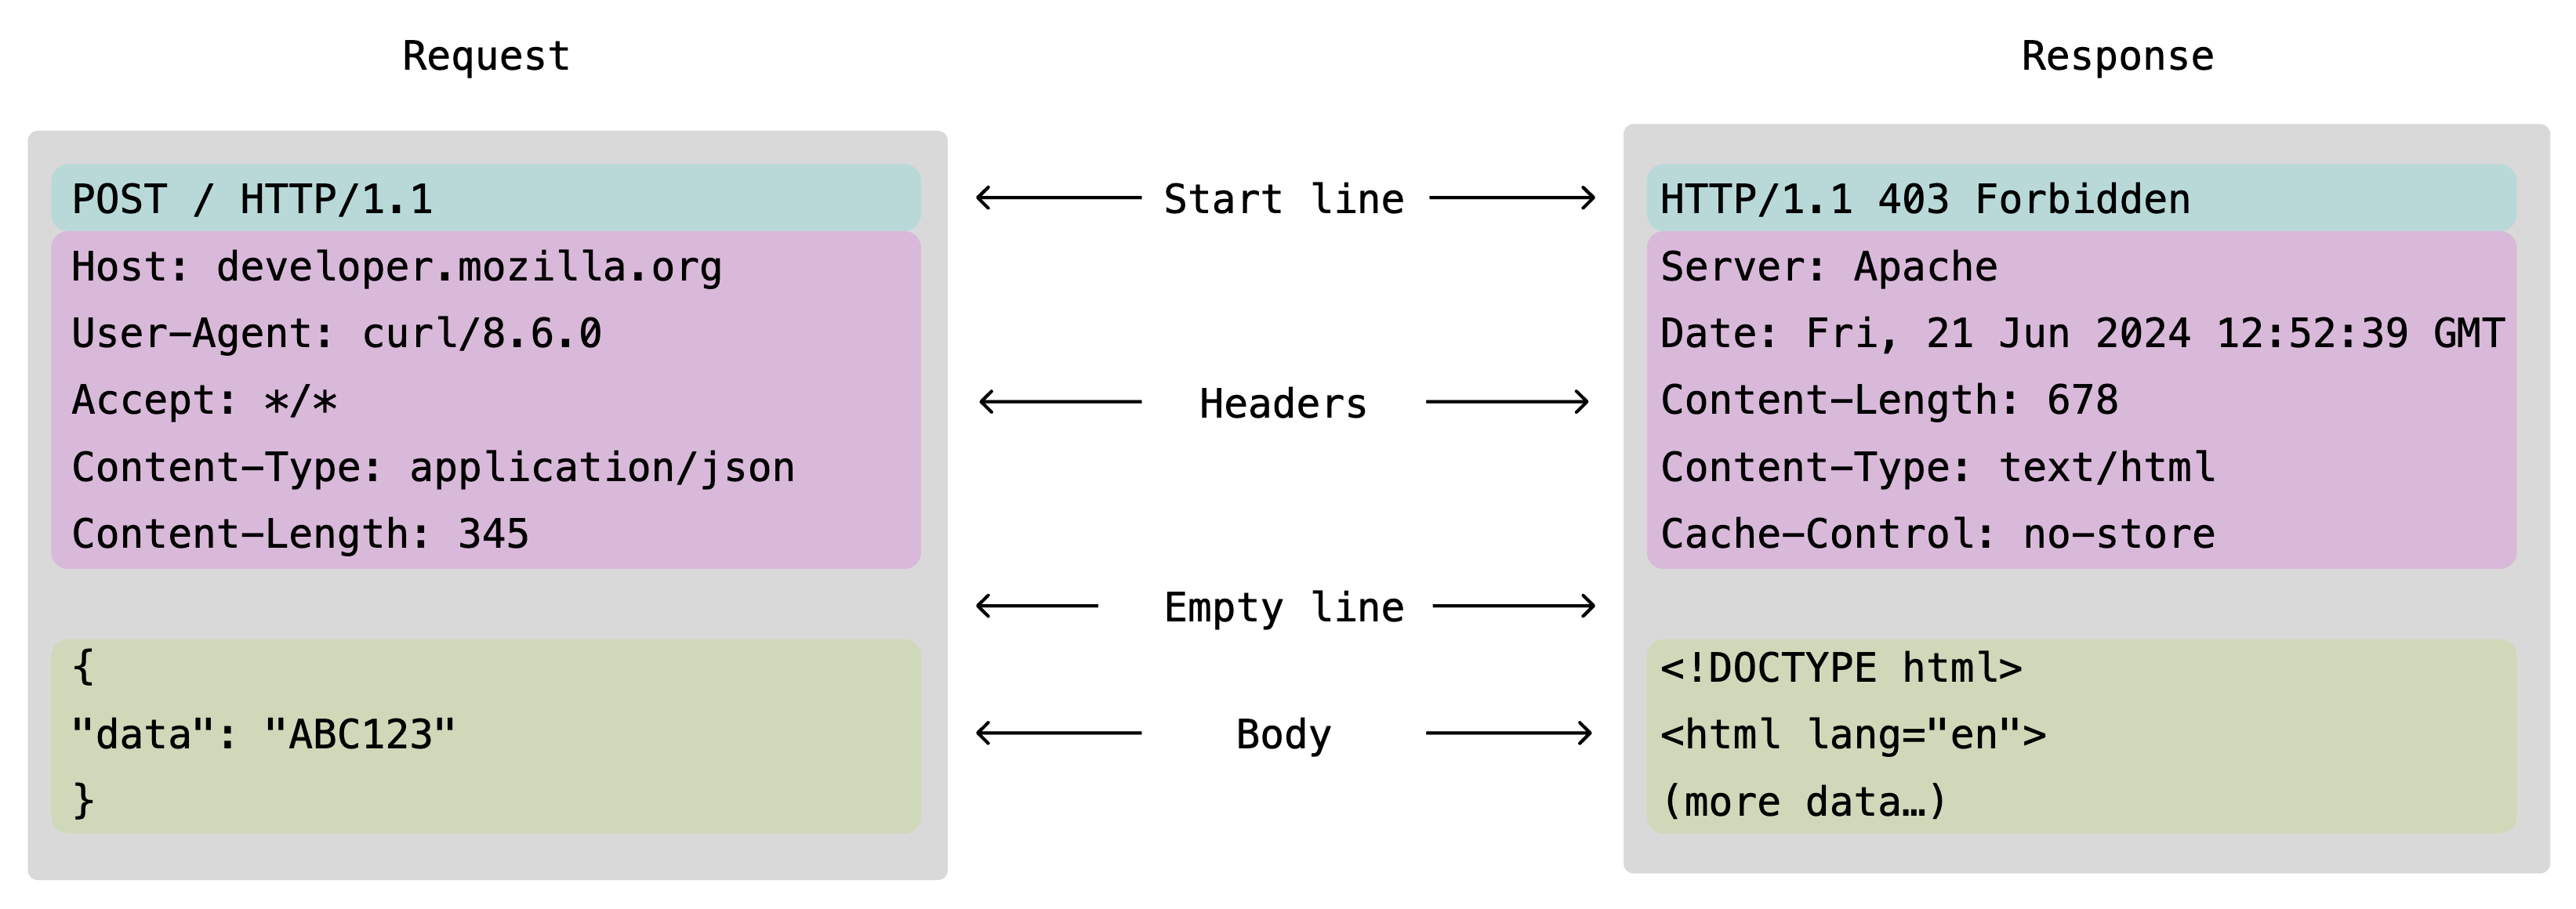 Request
POST / HTTP/1.1
Host: developer.mozilla.org
User-Agent: curl/8.6.0
Accept: */*
Content-Type: application/json
Content-Length: 345
{
"data": "ABC123"
}
Start line
Headers
Empty line
Body
Response
HTTP/1.1 403 Forbidden
Server: Apache
Date: Fri, 21 Jun 2024 12:52:39 GMT
Content-Length: 678
Content-Type: text/html
Cache-Control: no-store
<!DOCTYPE html>
<html lang="en">
(more data…)